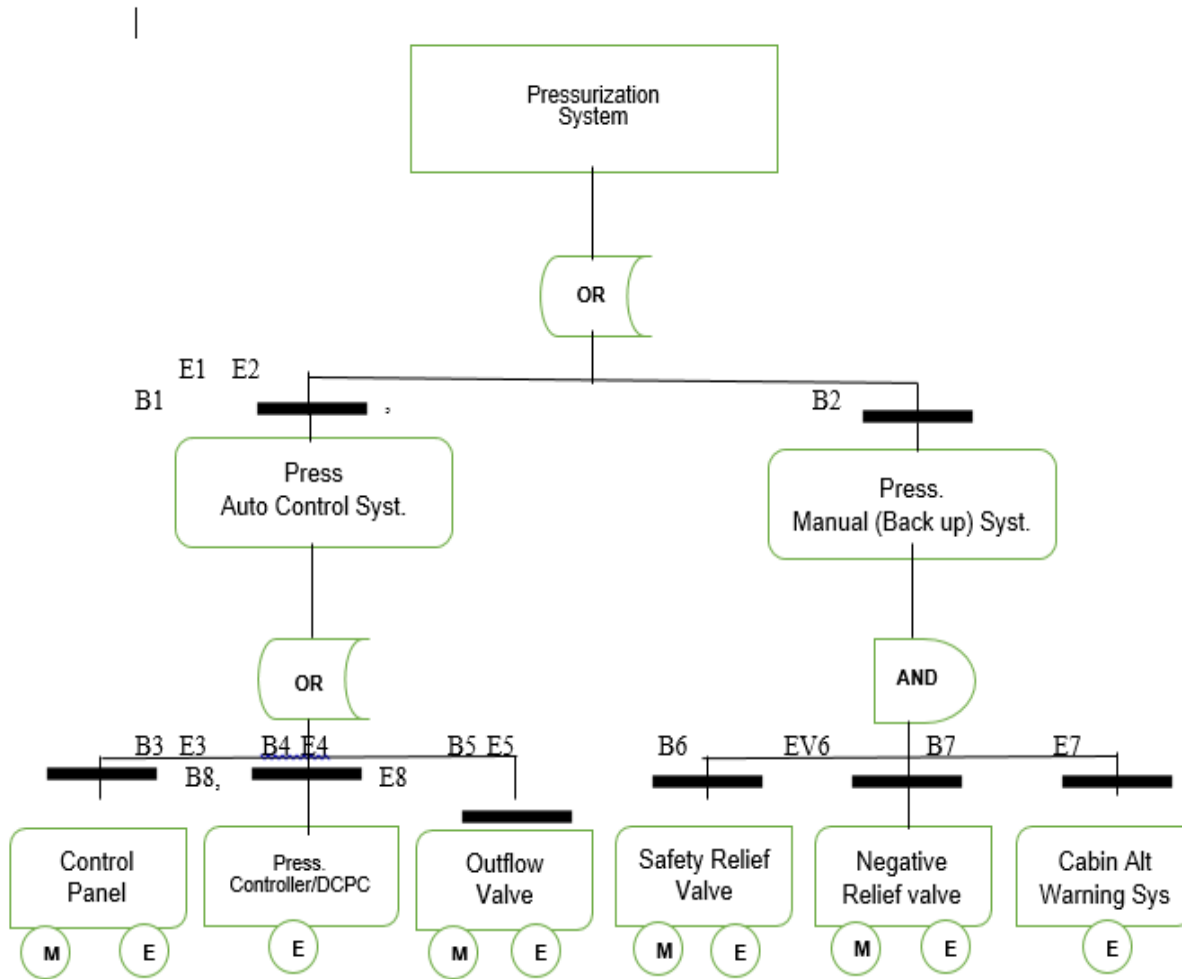 Pressurization
System
OR
E1 E2
B1
,
B2
Press
Auto Control Syst.
Press.
Manual (Back up) Syst.
OR
AND
B3 E3 B4 E4 B5 E5
B8, E8
B6 EV6 B7 E7
Control
Panel
Press.
Controller/DCPC
Outflow
Valve
Safety Relief
Valve
Negative
Relief valve
Cabin Alt
Warning Sys
M E E M E M E M E E